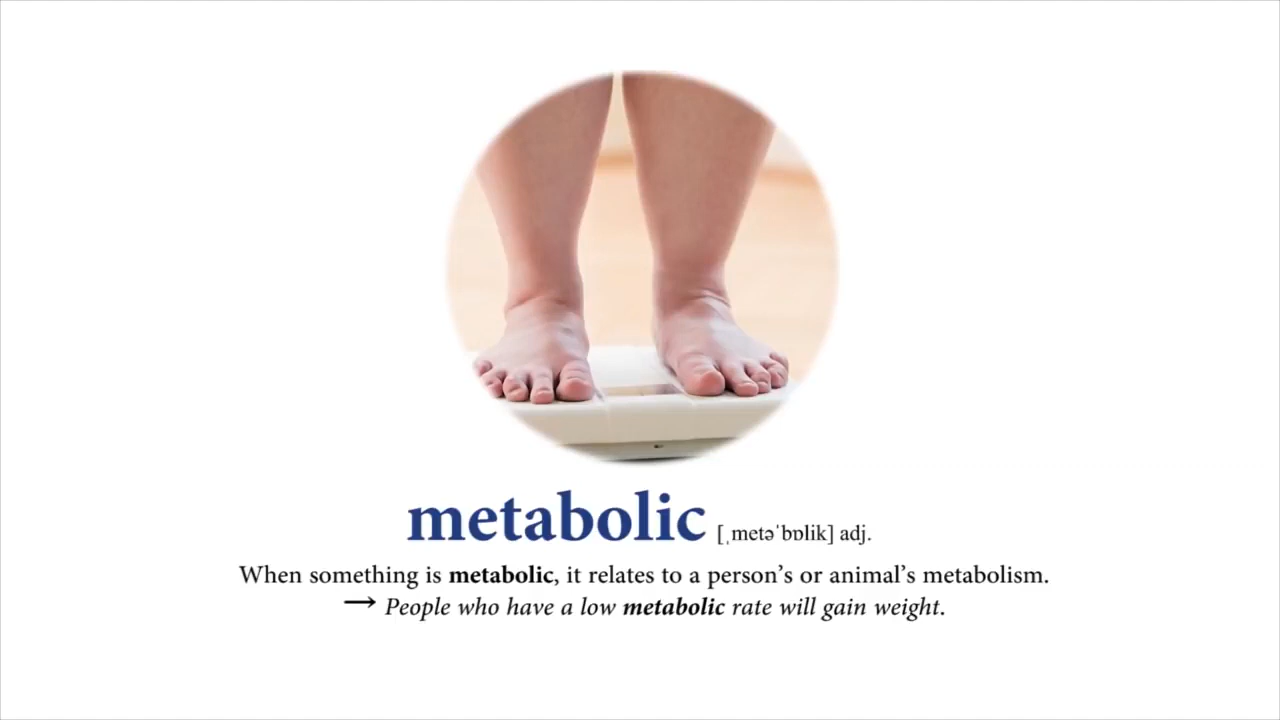 metabolic [ˌmetəˈbɒlik] adj.
When something is metabolic, it relates to a person’s or animal’s metabolism.
→ People who have a low metabolic rate will gain weight.